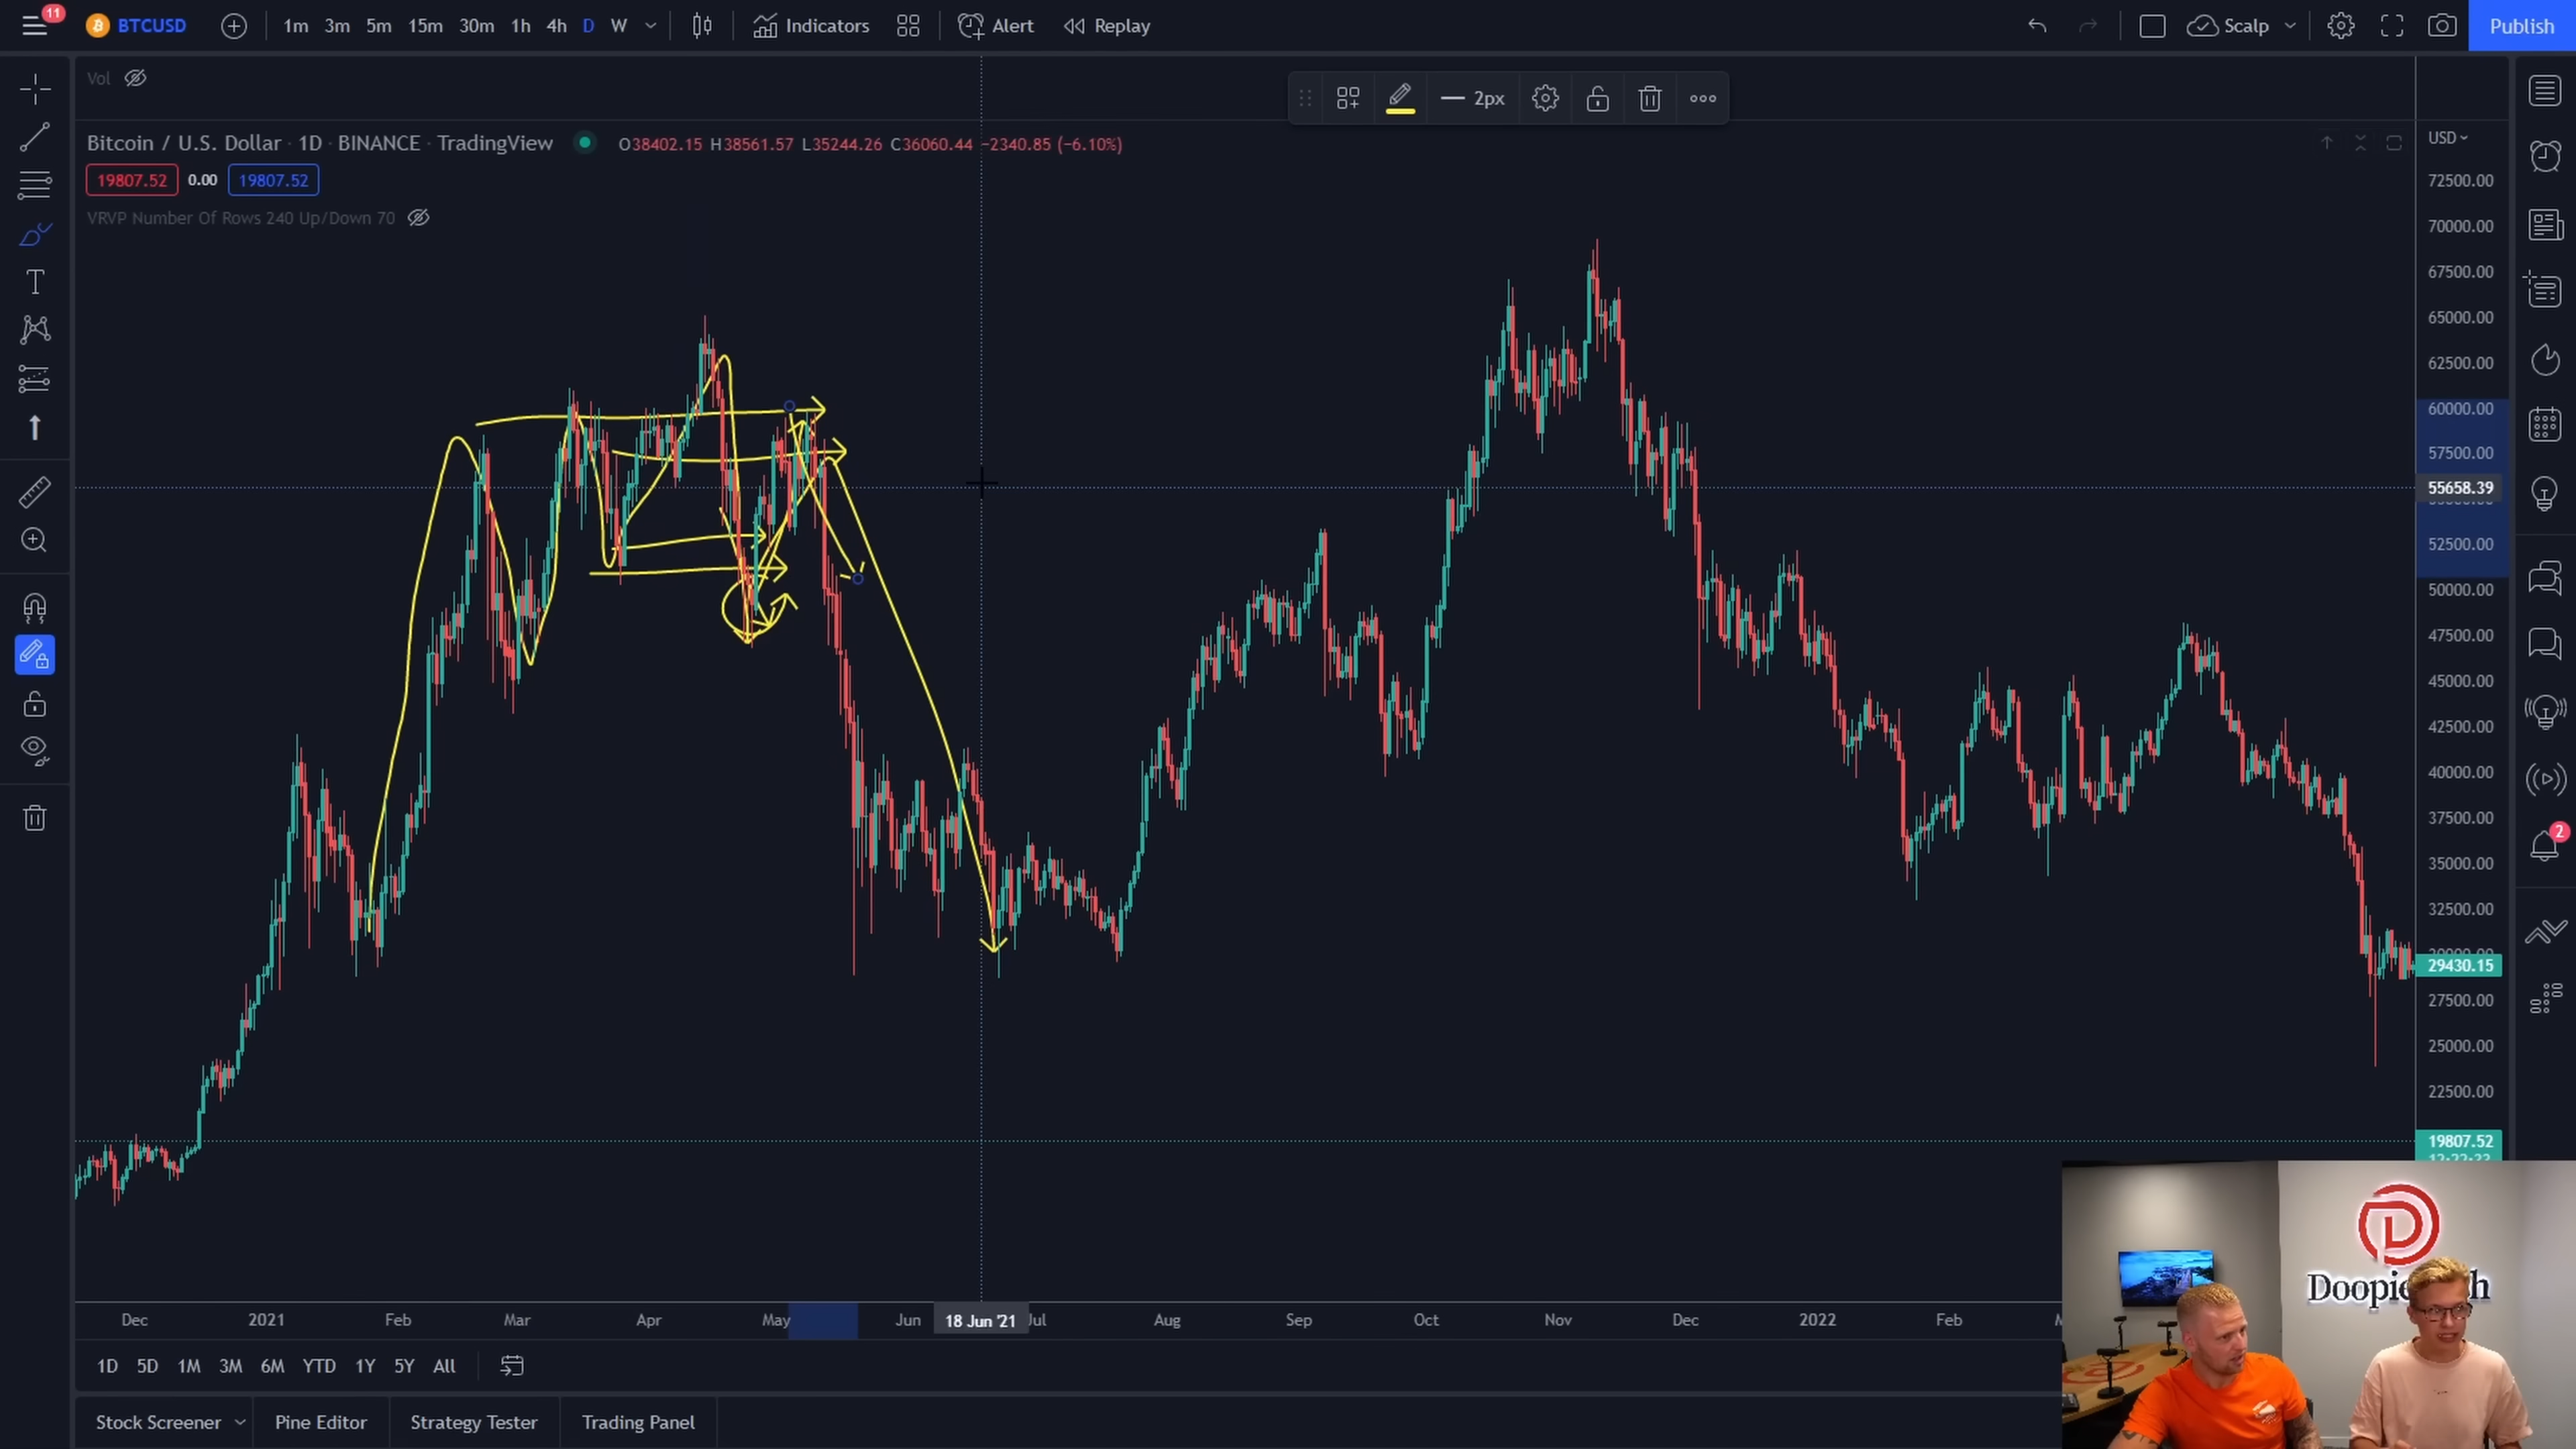 11
BTCUSD
1m 3m 5m 15m 30m 1h 4h D W
Indicators
Alert
Replay
Scalp
Publish
Vol
2px
Bitcoin / U.S. Dollar · 1D · BINANCE · TradingView
O38402.15 H38561.57 L35244.26 C36060.44 −2340.85 (−6.10%)
USD
19807.52 0.00 19807.52
VRVP Number Of Rows 240 Up/Down 70
72500.00
70000.00
67500.00
65000.00
62500.00
60000.00
57500.00
55658.39
52500.00
50000.00
47500.00
45000.00
42500.00
40000.00
37500.00
35000.00
2
32500.00
29430.15
27500.00
25000.00
22500.00
19807.52
Dec 2021 Feb Mar Apr May Jun 18 Jun '21 Jul Aug Sep Oct Nov Dec 2022 Feb
1D 5D 1M 3M 6M YTD 1Y 5Y All
Stock Screener Pine Editor Strategy Tester Trading Panel